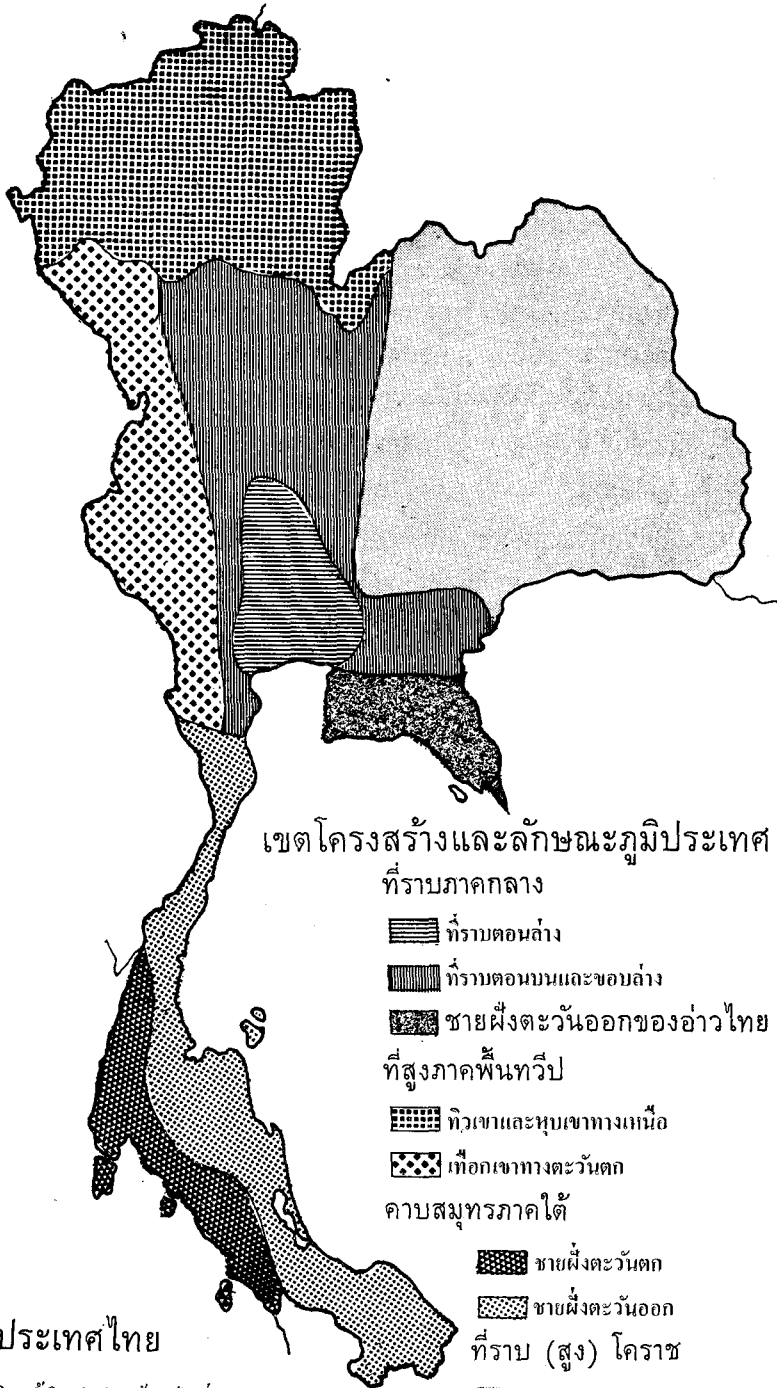 เขตโครงสร้างและลักษณะภูมิประเทศ
ที่ราบภาคกลาง
ที่ราบตอนล่าง
ที่ราบตอนบนและขอบล่าง
ชายฝั่งตะวันออกของอ่าวไทย
ที่สูงภาคพื้นทวีป
ทิวเขาและหุบเขาทางเหนือ
เทือกเขาทางตะวันตก
คาบสมุทรภาคใต้
ชายฝั่งตะวันตก
ชายฝั่งตะวันออก
ที่ราบ (สูง) โคราช
ประเทศไทย